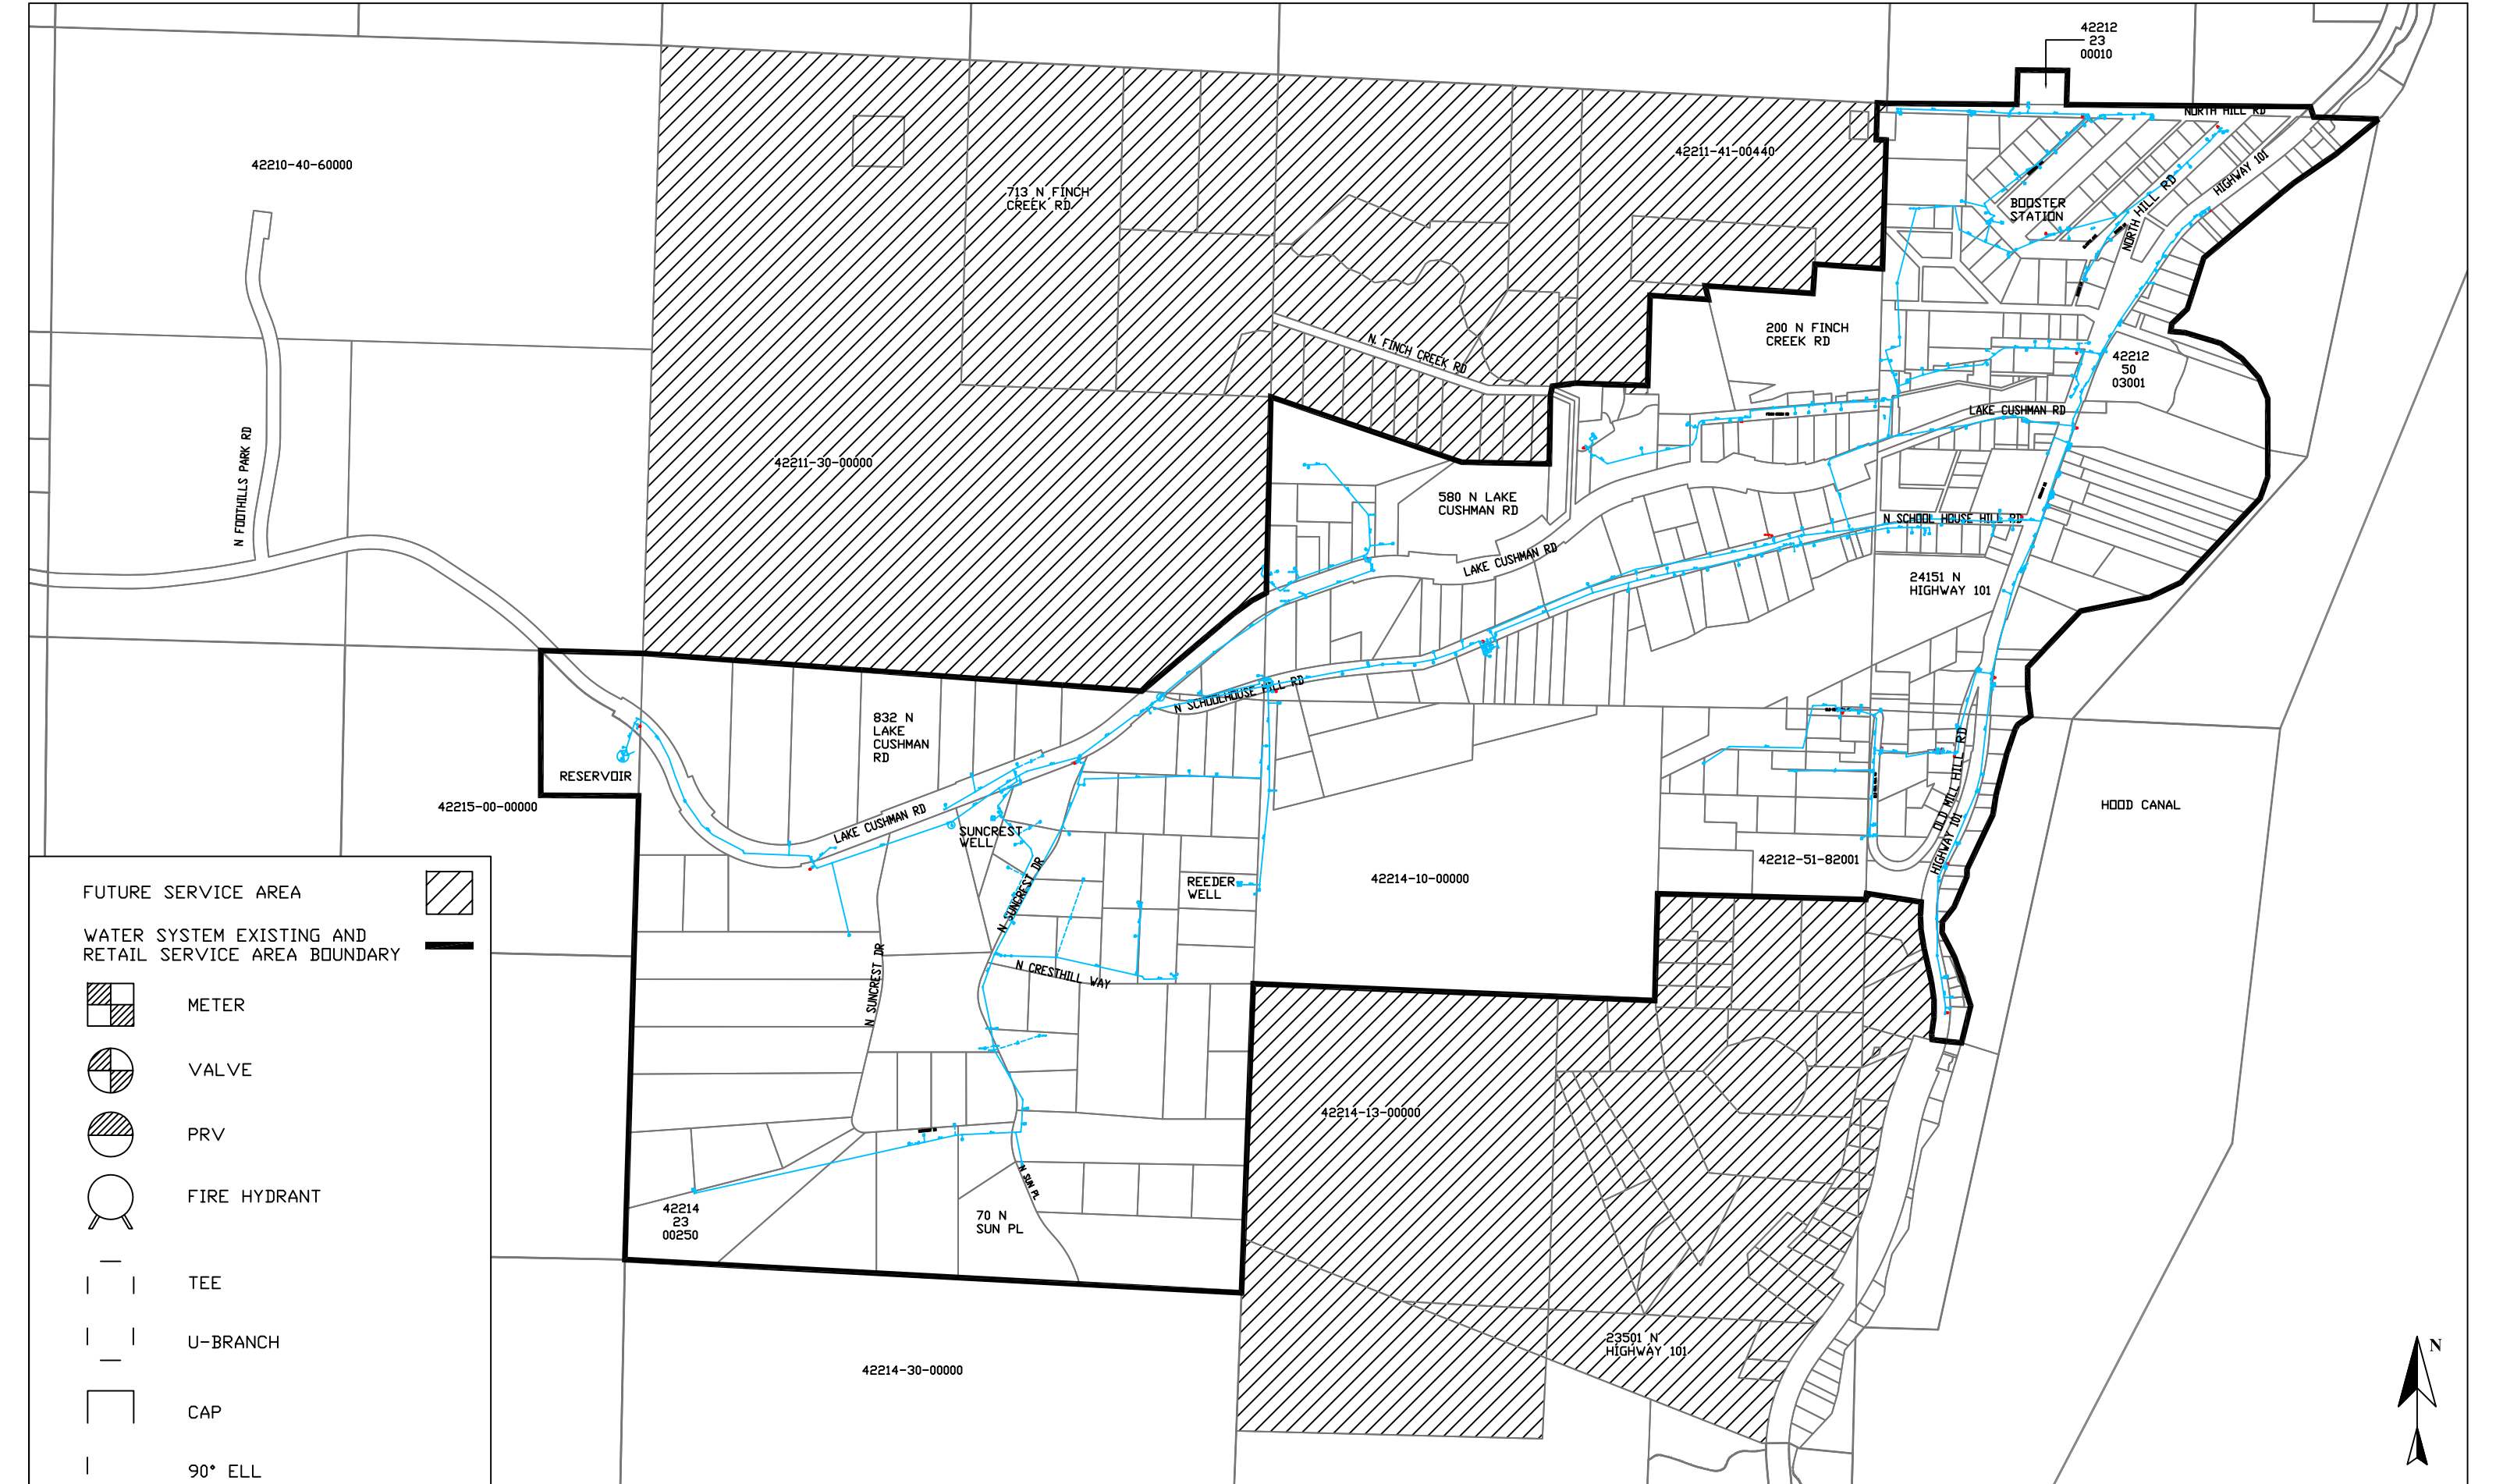 42212
23
00010
NORTH HILL RD
42210-40-60000
42211-41-00440
HIGHWAY 101
713 N FINCH
CREEK RD
BOOSTER
STATION
NORTH HILL RD
200 N FINCH
CREEK RD
N. FINCH CREEK RD
42212
50
03001
LAKE CUSHMAN RD
N FOOTHILLS PARK RD
42211-30-00000
580 N LAKE
CUSHMAN RD
N SCHOOL HOUSE HILL RD
LAKE CUSHMAN RD
24151 N
HIGHWAY 101
N SCHOOLHOUSE HILL RD
832 N
LAKE
CUSHMAN
RD
RESERVOIR
42215-00-00000
LAKE CUSHMAN RD
SUNCREST
WELL
OLD MILL HILL RD
HIGHWAY 101
HOOD CANAL
42212-51-82001
42214-10-00000
REEDER
WELL
N SUNCREST DR
N SUNCREST DR
N CRESTHILL WAY
42214-13-00000
N SUN PL
42214
23
00250
70 N
SUN PL
23501 N
HIGHWAY 101
42214-30-00000
FUTURE SERVICE AREA
WATER SYSTEM EXISTING AND
RETAIL SERVICE AREA BOUNDARY
METER
VALVE
PRV
FIRE HYDRANT
TEE
U-BRANCH
CAP
90° ELL
N